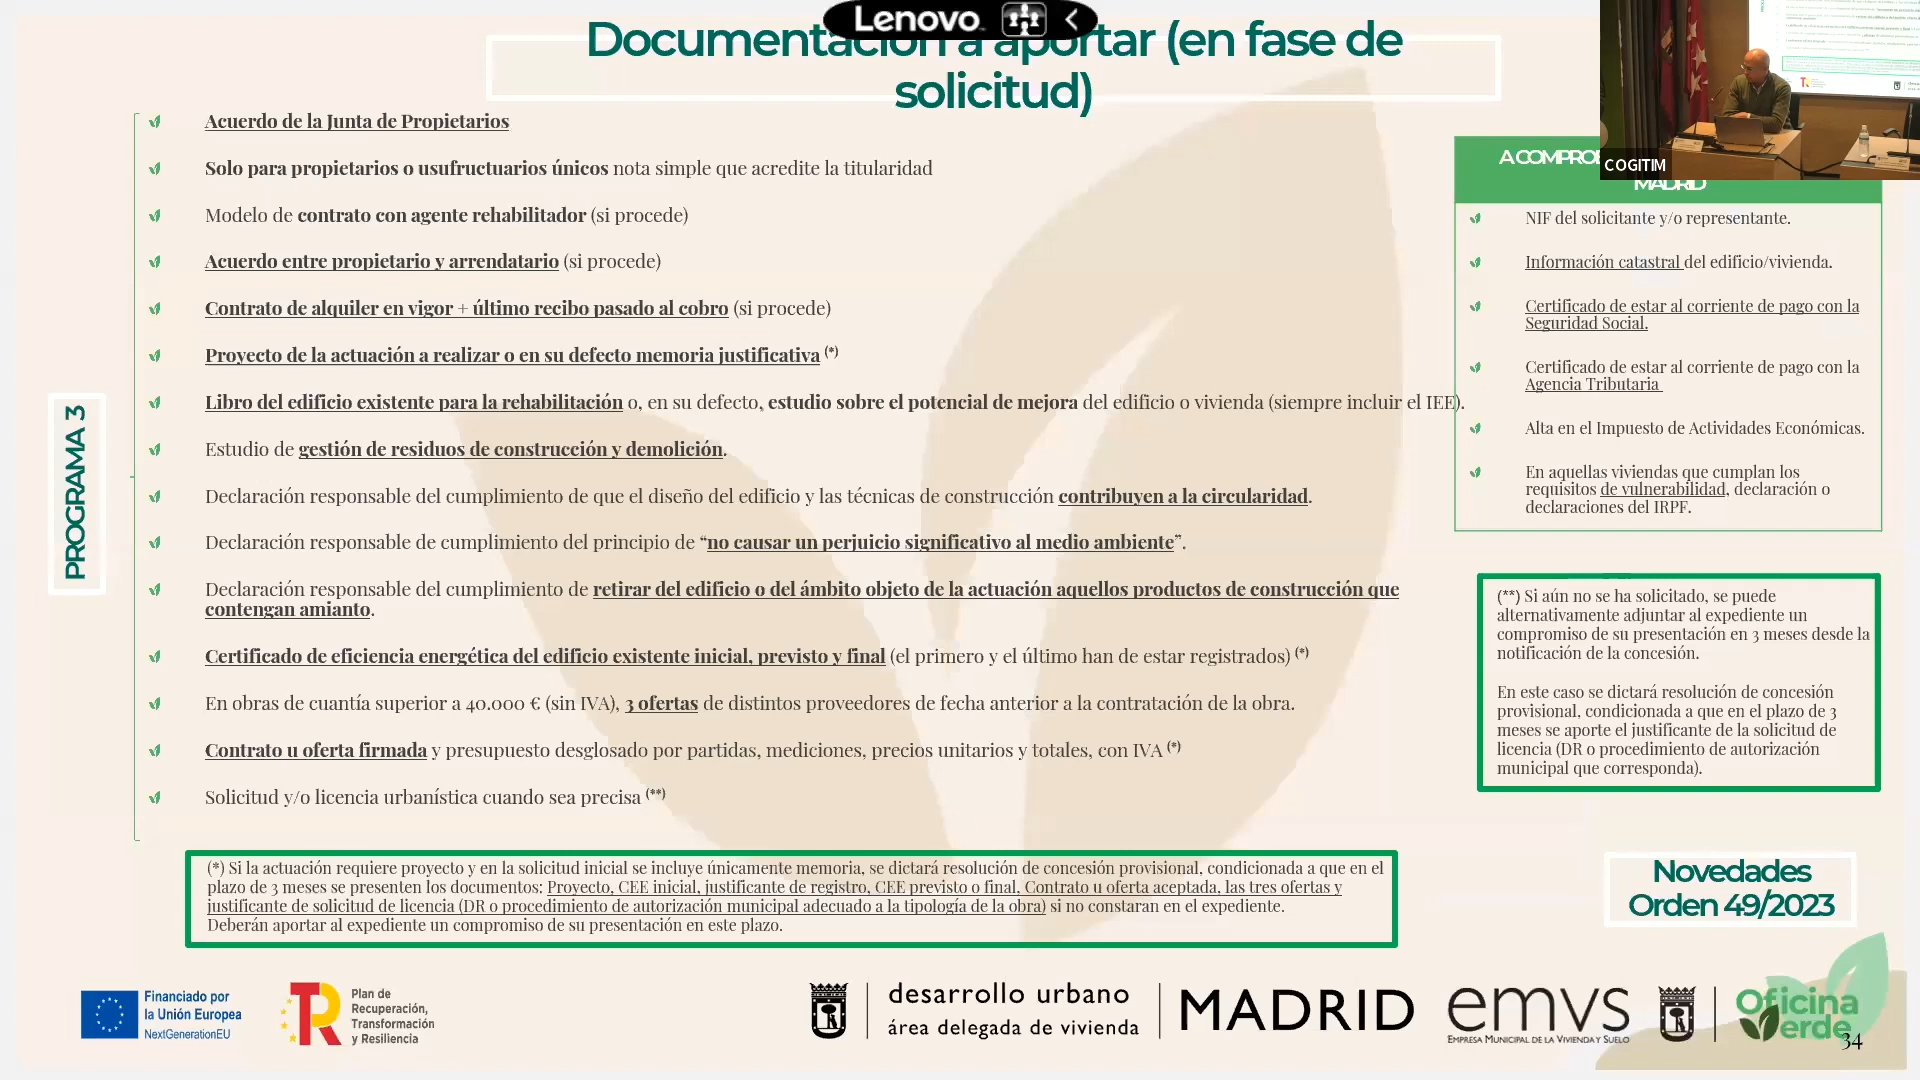 Lenovo
Documentación a aportar (en fase de
solicitud)
COGITIM
PROGRAMA 3
Acuerdo de la Junta de Propietarios
Solo para propietarios o usufructuarios únicos nota simple que acredite la titularidad
Modelo de contrato con agente rehabilitador (si procede)
Acuerdo entre propietario y arrendatario (si procede)
Contrato de alquiler en vigor + último recibo pasado al cobro (si procede)
Proyecto de la actuación a realizar o en su defecto memoria justificativa (*)
Libro del edificio existente para la rehabilitación o, en su defecto, estudio sobre el potencial de mejora del edificio o vivienda (siempre incluir el IEE).
Estudio de gestión de residuos de construcción y demolición.
Declaración responsable del cumplimiento de que el diseño del edificio y las técnicas de construcción contribuyen a la circularidad.
Declaración responsable de cumplimiento del principio de “no causar un perjuicio significativo al medio ambiente”.
Declaración responsable del cumplimiento de retirar del edificio o del ámbito objeto de la actuación aquellos productos de construcción que
contengan amianto.
Certificado de eficiencia energética del edificio existente inicial, previsto y final (el primero y el último han de estar registrados) (*)
En obras de cuantía superior a 40.000 € (sin IVA), 3 ofertas de distintos proveedores de fecha anterior a la contratación de la obra.
Contrato u oferta firmada y presupuesto desglosado por partidas, mediciones, precios unitarios y totales, con IVA (*)
Solicitud y/o licencia urbanística cuando sea precisa (**)
MADRID
NIF del solicitante y/o representante.
Información catastral del edificio/vivienda.
Certificado de estar al corriente de pago con la
Seguridad Social.
Certificado de estar al corriente de pago con la
Agencia Tributaria
Alta en el Impuesto de Actividades Económicas.
En aquellas viviendas que cumplan los
requisitos de vulnerabilidad, declaración o
declaraciones del IRPF.
(**) Si aún no se ha solicitado, se puede
alternativamente adjuntar al expediente un
compromiso de su presentación en 3 meses desde la
notificación de la concesión.
En este caso se dictará resolución de concesión
provisional, condicionada a que en el plazo de 3
meses se aporte el justificante de la solicitud de
licencia (DR o procedimiento de autorización
municipal que corresponda).
(*) Si la actuación requiere proyecto y en la solicitud inicial se incluye únicamente memoria, se dictará resolución de concesión provisional, condicionada a que en el
plazo de 3 meses se presenten los documentos: Proyecto, CEE inicial, justificante de registro, CEE previsto o final, Contrato u oferta aceptada, las tres ofertas y
justificante de solicitud de licencia (DR o procedimiento de autorización municipal adecuado a la tipología de la obra) si no constaran en el expediente.
Deberán aportar al expediente un compromiso de su presentación en este plazo.
Novedades
Orden 49/2023
Financiado por
la Unión Europea
NextGenerationEU
Plan de
Recuperación,
Transformación
y Resiliencia
desarrollo urbano
área delegada de vivienda
MADRID
emvs
EMPRESA MUNICIPAL DE LA VIVIENDA Y SUELO
Oficina
Verde
34